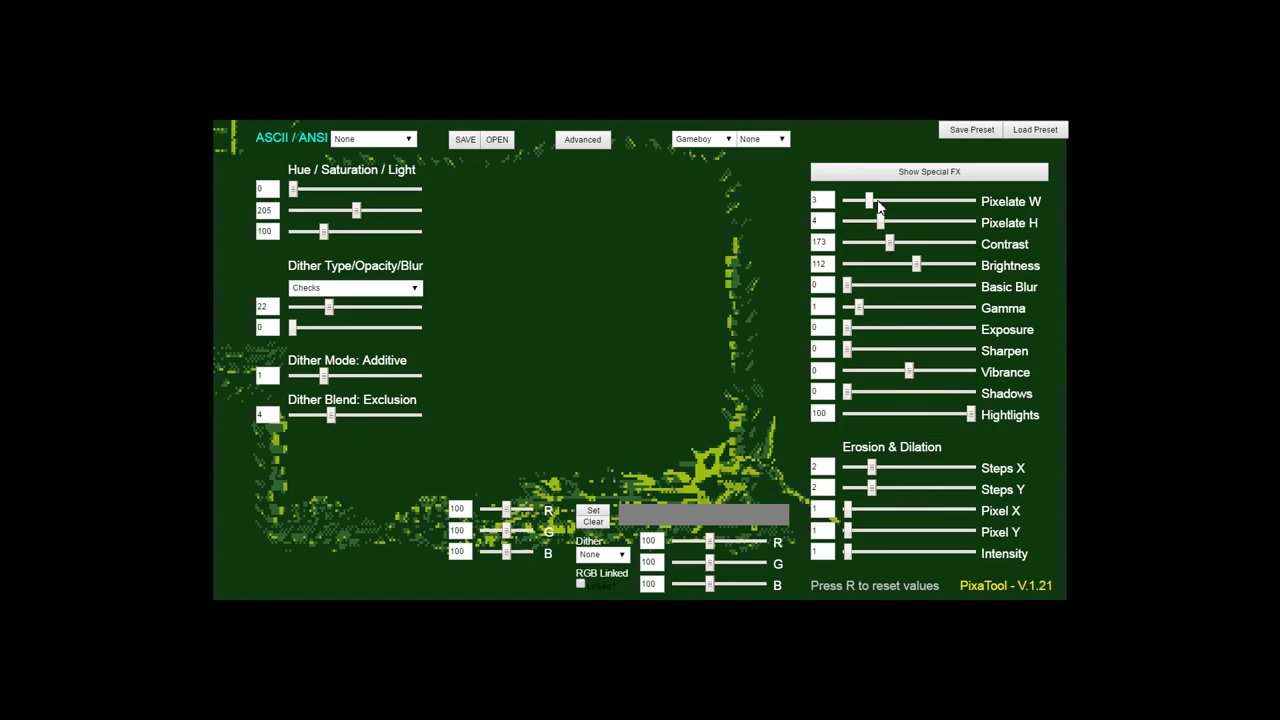 ASCII / ANSI None SAVE OPEN Advanced Gameboy None Save Preset Load Preset
Hue / Saturation / Light
0
205
100
Dither Type/Opacity/Blur
Checks
22
0
Dither Mode: Additive
1
Dither Blend: Exclusion
4
100 R
100 G
100 B
Set
Clear
Dither
None
RGB Linked
Linked?
100 R
100 G
100 B
Show Special FX
3 Pixelate W
4 Pixelate H
173 Contrast
112 Brightness
0 Basic Blur
1 Gamma
0 Exposure
0 Sharpen
0 Vibrance
0 Shadows
100 Hightlights
Erosion & Dilation
2 Steps X
2 Steps Y
1 Pixel X
1 Pixel Y
1 Intensity
Press R to reset values PixaTool - V.1.21